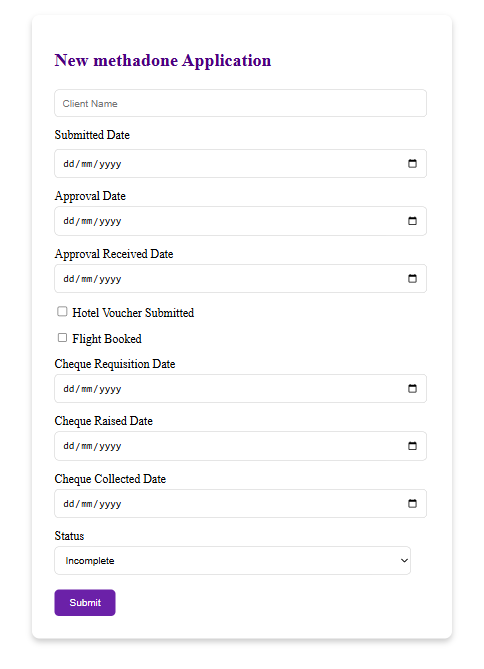 New methadone Application
Client Name
Submitted Date
dd/mm/yyyy
Approval Date
dd/mm/yyyy
Approval Received Date
dd/mm/yyyy
Hotel Voucher Submitted
Flight Booked
Cheque Requisition Date
dd/mm/yyyy
Cheque Raised Date
dd/mm/yyyy
Cheque Collected Date
dd/mm/yyyy
Status
Incomplete
Submit